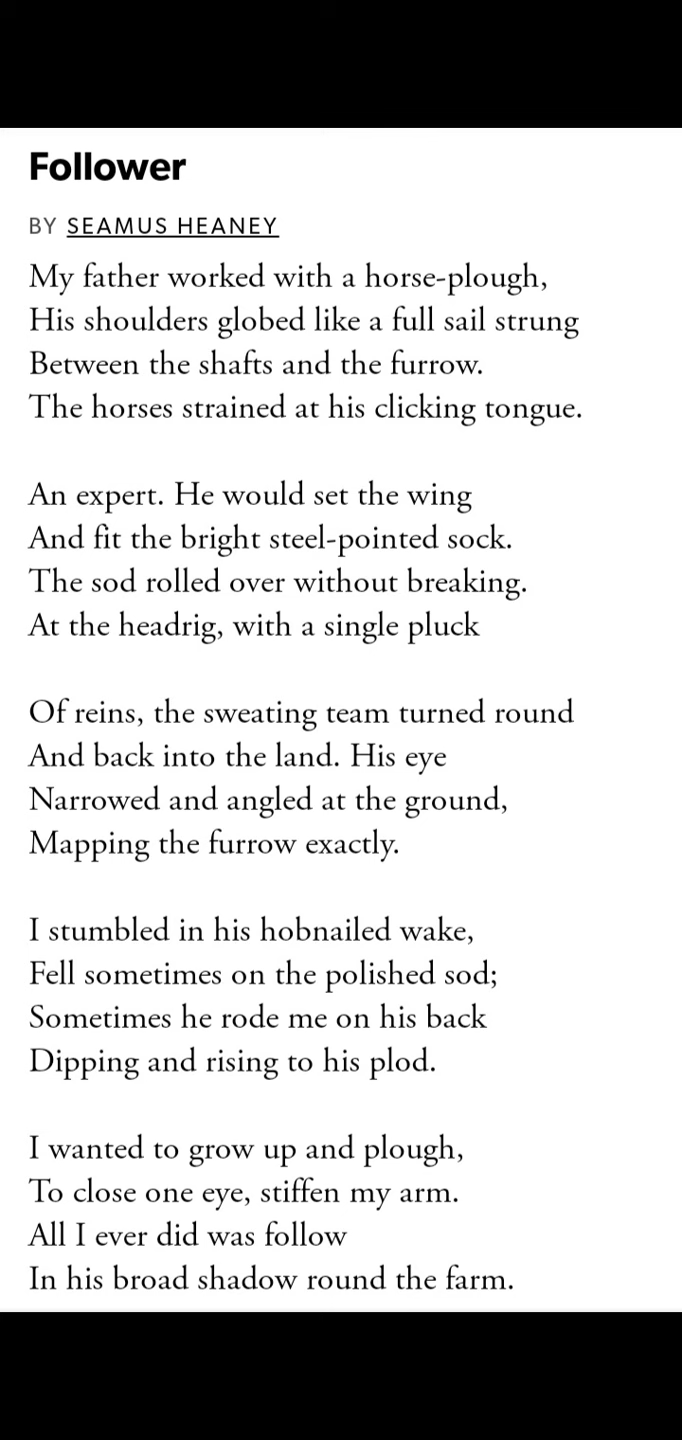 Follower
BY SEAMUS HEANEY
My father worked with a horse-plough,
His shoulders globed like a full sail strung
Between the shafts and the furrow.
The horses strained at his clicking tongue.
An expert. He would set the wing
And fit the bright steel-pointed sock.
The sod rolled over without breaking.
At the headrig, with a single pluck
Of reins, the sweating team turned round
And back into the land. His eye
Narrowed and angled at the ground,
Mapping the furrow exactly.
I stumbled in his hobnailed wake,
Fell sometimes on the polished sod;
Sometimes he rode me on his back
Dipping and rising to his plod.
I wanted to grow up and plough,
To close one eye, stiffen my arm.
All I ever did was follow
In his broad shadow round the farm.